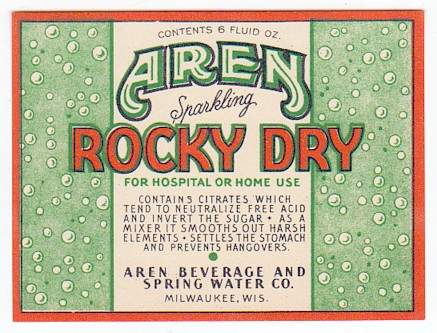 CONTENTS 6 FLUID OZ.
AREN
Sparkling
ROCKY DRY
FOR HOSPITAL OR HOME USE
CONTAINS CITRATES WHICH
TEND TO NEUTRALIZE FREE ACID
AND INVERT THE SUGAR • AS A
MIXER IT SMOOTHS OUT HARSH
ELEMENTS • SETTLES THE STOMACH
AND PREVENTS HANGOVERS.
AREN BEVERAGE AND
SPRING WATER CO.
MILWAUKEE, WIS.